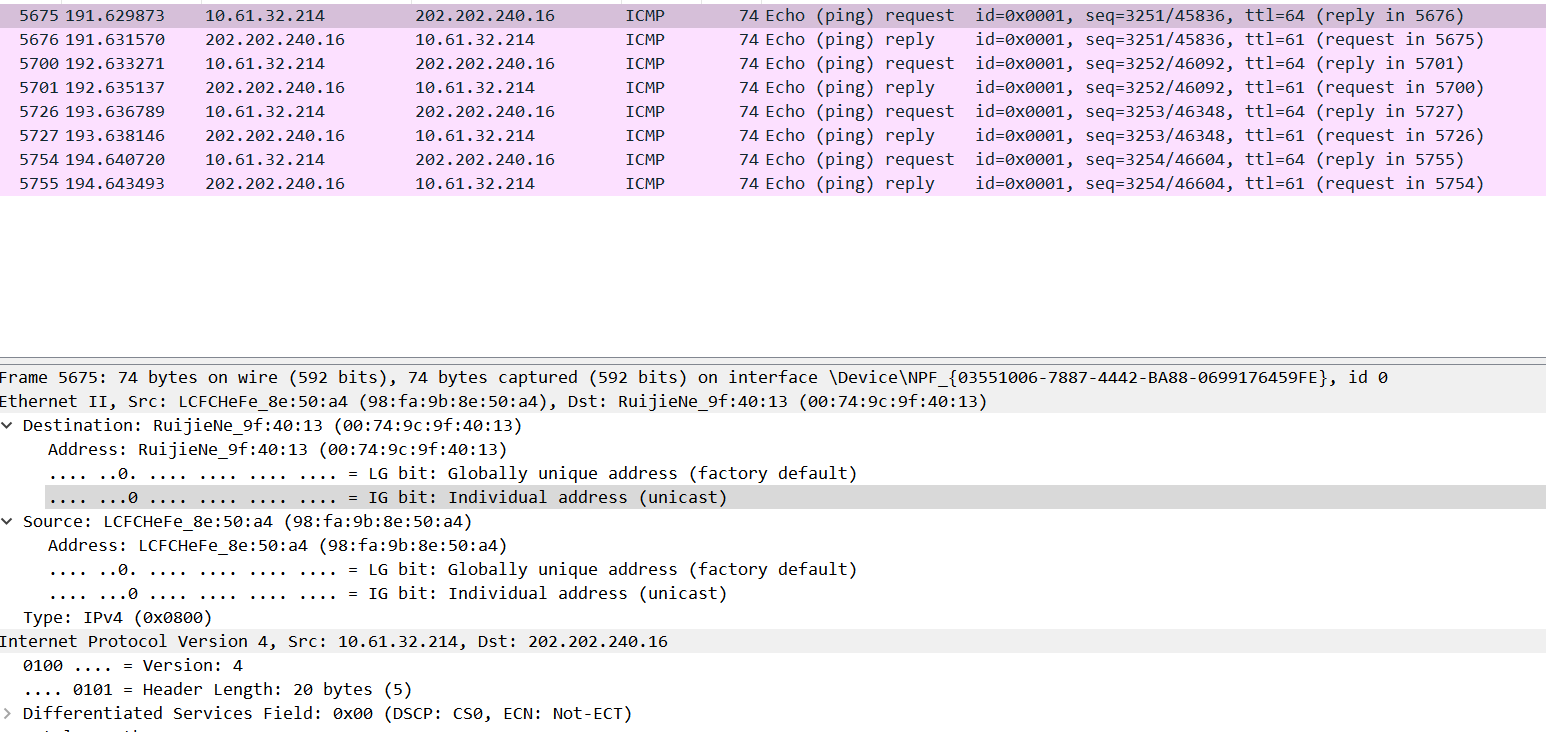 5675 191.629873 10.61.32.214 202.202.240.16 ICMP 74 Echo (ping) request id=0x0001, seq=3251/45836, ttl=64 (reply in 5676)
5676 191.631570 202.202.240.16 10.61.32.214 ICMP 74 Echo (ping) reply id=0x0001, seq=3251/45836, ttl=61 (request in 5675)
5700 192.633271 10.61.32.214 202.202.240.16 ICMP 74 Echo (ping) request id=0x0001, seq=3252/46092, ttl=64 (reply in 5701)
5701 192.635137 202.202.240.16 10.61.32.214 ICMP 74 Echo (ping) reply id=0x0001, seq=3252/46092, ttl=61 (request in 5700)
5726 193.636789 10.61.32.214 202.202.240.16 ICMP 74 Echo (ping) request id=0x0001, seq=3253/46348, ttl=64 (reply in 5727)
5727 193.638146 202.202.240.16 10.61.32.214 ICMP 74 Echo (ping) reply id=0x0001, seq=3253/46348, ttl=61 (request in 5726)
5754 194.640720 10.61.32.214 202.202.240.16 ICMP 74 Echo (ping) request id=0x0001, seq=3254/46604, ttl=64 (reply in 5755)
5755 194.643493 202.202.240.16 10.61.32.214 ICMP 74 Echo (ping) reply id=0x0001, seq=3254/46604, ttl=61 (request in 5754)
Frame 5675: 74 bytes on wire (592 bits), 74 bytes captured (592 bits) on interface \Device\NPF_{03551006-7887-4442-BA88-0699176459FE}, id 0
Ethernet II, Src: LCFCHeFe_8e:50:a4 (98:fa:9b:8e:50:a4), Dst: RuijieNe_9f:40:13 (00:74:9c:9f:40:13)
Destination: RuijieNe_9f:40:13 (00:74:9c:9f:40:13)
Address: RuijieNe_9f:40:13 (00:74:9c:9f:40:13)
.... ..0. .... .... .... .... = LG bit: Globally unique address (factory default)
.... ...0 .... .... .... .... = IG bit: Individual address (unicast)
Source: LCFCHeFe_8e:50:a4 (98:fa:9b:8e:50:a4)
Address: LCFCHeFe_8e:50:a4 (98:fa:9b:8e:50:a4)
.... ..0. .... .... .... .... = LG bit: Globally unique address (factory default)
.... ...0 .... .... .... .... = IG bit: Individual address (unicast)
Type: IPv4 (0x0800)
Internet Protocol Version 4, Src: 10.61.32.214, Dst: 202.202.240.16
0100 .... = Version: 4
.... 0101 = Header Length: 20 bytes (5)
Differentiated Services Field: 0x00 (DSCP: CS0, ECN: Not-ECT)